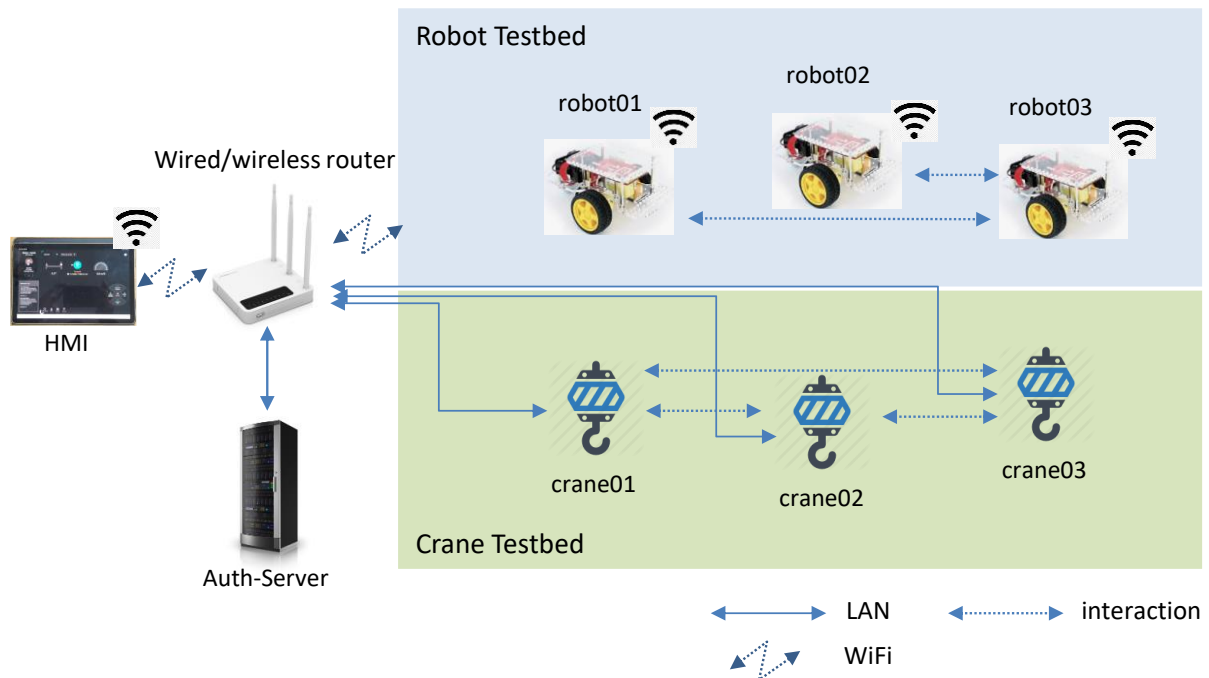 Robot Testbed
robot01
robot02
robot03
Wired/wireless router
HMI
Auth-Server
crane01
crane02
crane03
Crane Testbed
LAN
interaction
WiFi